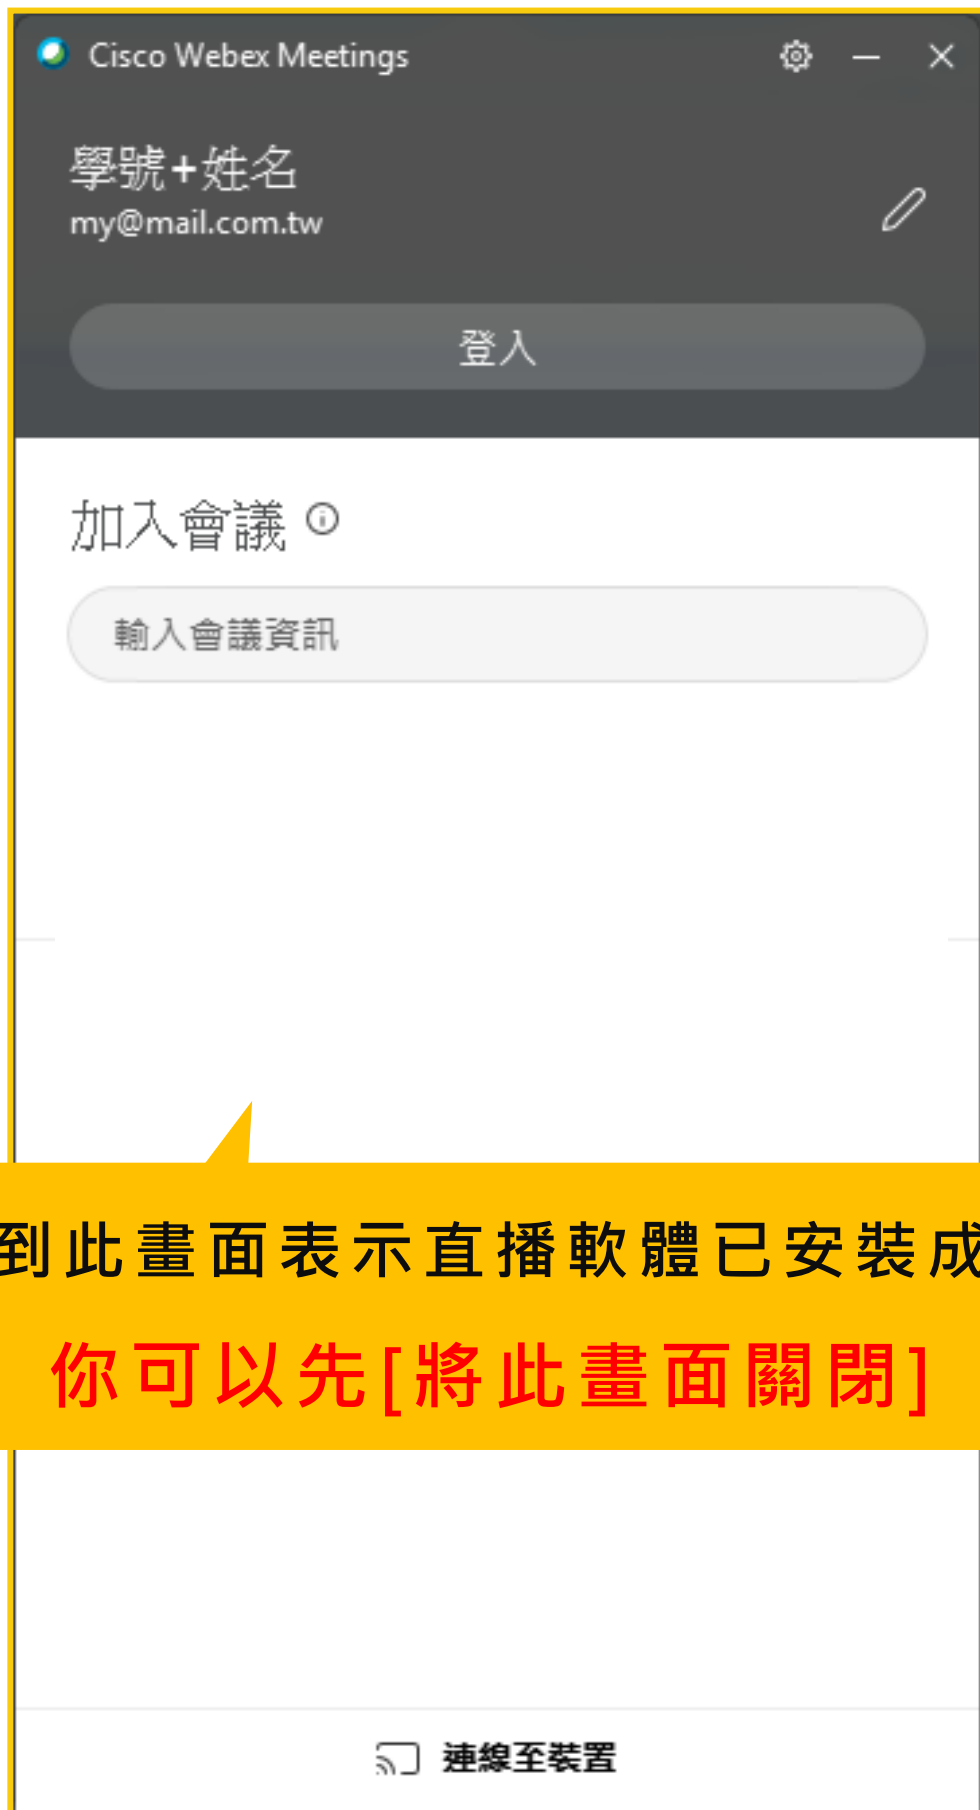 Cisco Webex Meetings
學號+姓名
my@mail.com.tw
登入
加入會議
輸入會議資訊
到此畫面表示直播軟體已安裝成
你可以先[將此畫面關閉]
連線至裝置